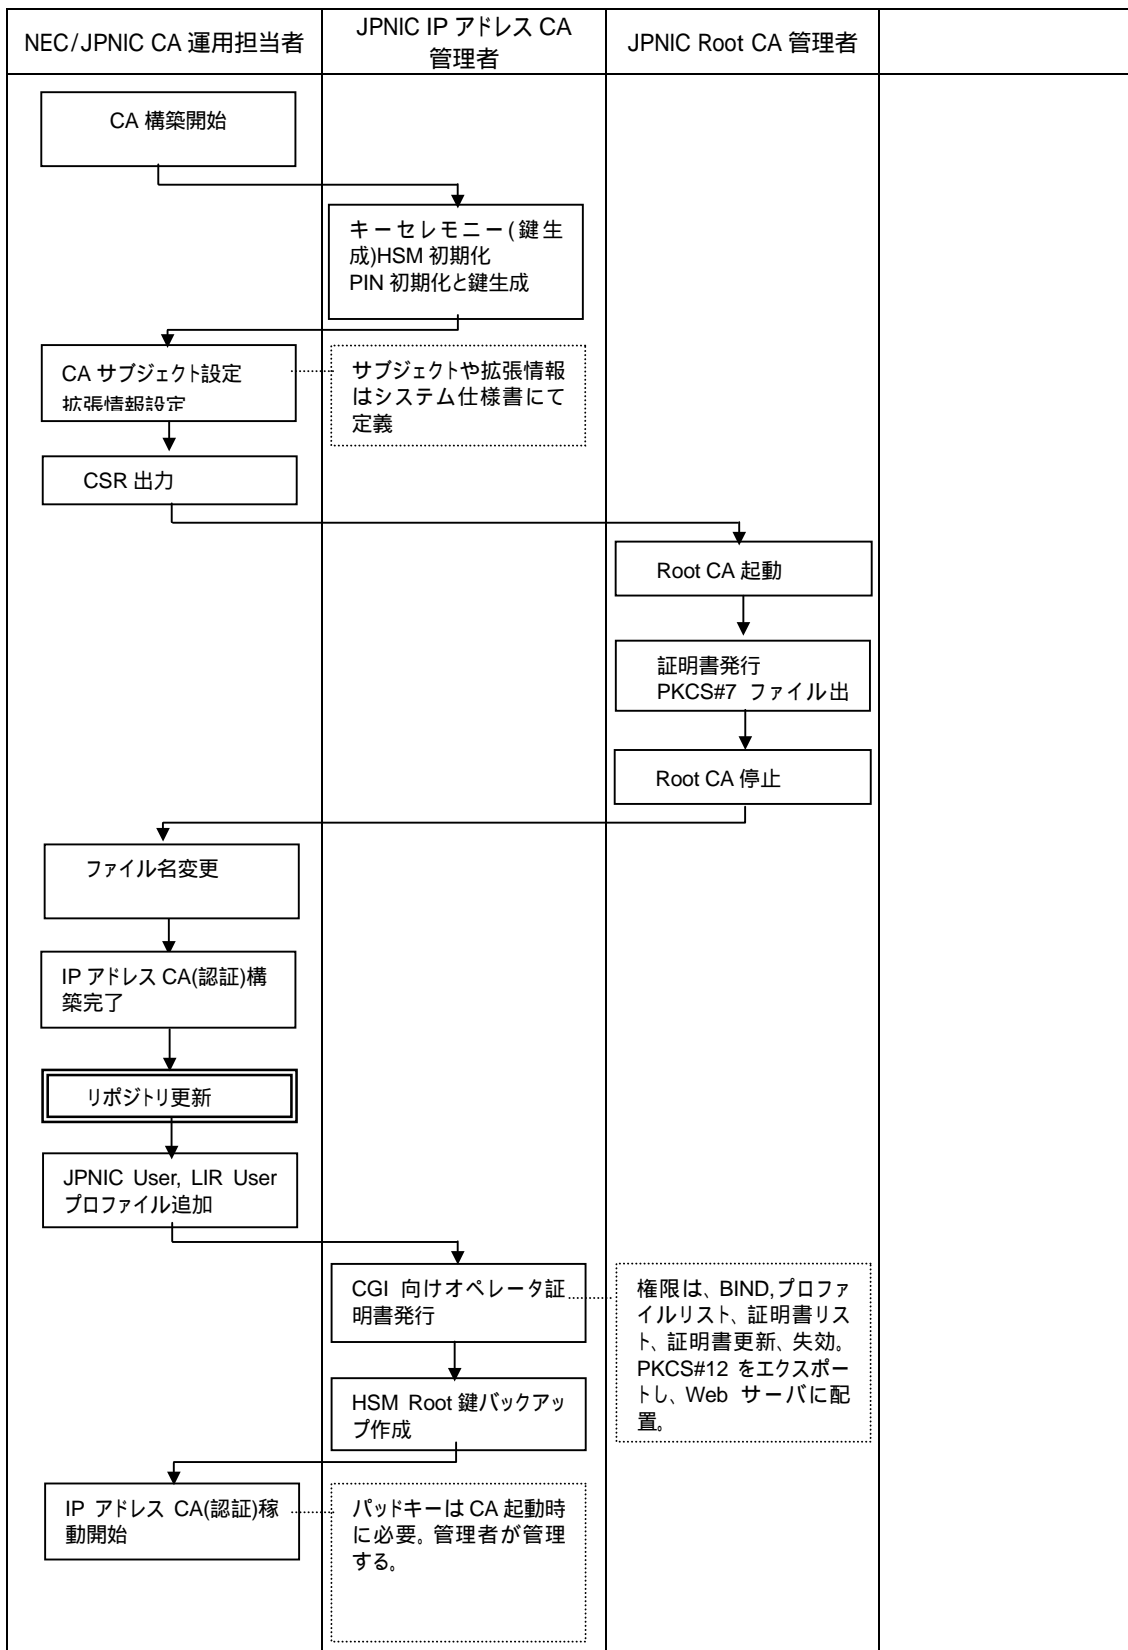 NEC/JPNIC CA 運用担当者
JPNIC IP アドレス CA
管理者
JPNIC Root CA 管理者
CA 構築開始
キーセレモニー(鍵生
成)HSM 初期化
PIN 初期化と鍵生成
CA サブジェクト設定
拡張情報設定
サブジェクトや拡張情報
はシステム仕様書にて
定義
CSR 出力
Root CA 起動
証明書発行
PKCS#7 ファイル出
Root CA 停止
ファイル名変更
IP アドレス CA(認証)構
築完了
リポジトリ更新
JPNIC User, LIR User
プロファイル追加
CGI 向けオペレータ証
明書発行
権限は、BIND,プロファ
イルリスト、証明書リス
ト、証明書更新、失効。
PKCS#12 をエクスポー
トし、Web サーバに配
置。
HSM Root 鍵バックアッ
プ作成
IP アドレス CA(認証)稼
動開始
パッドキーは CA 起動時
に必要。管理者が管理
する。